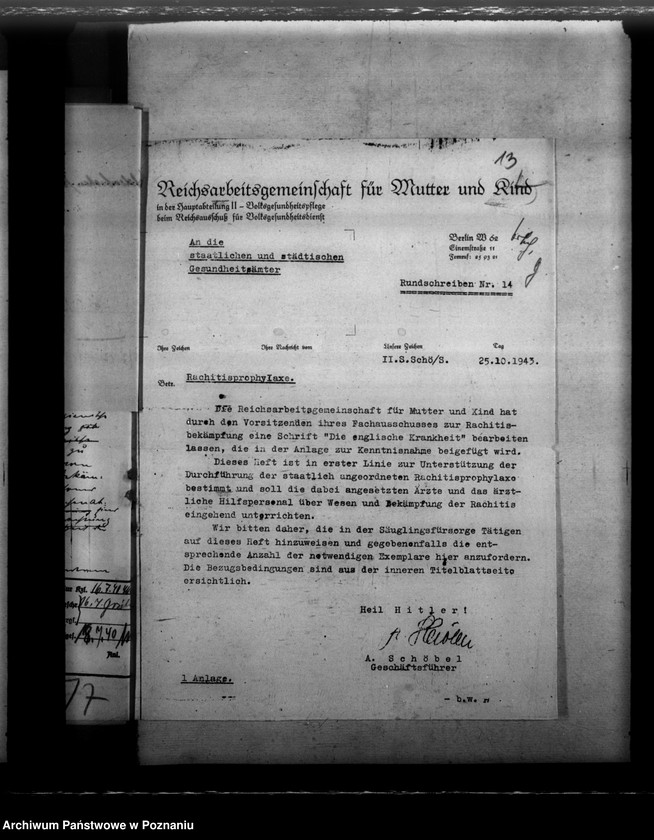 13
Reichsarbeitsgemeinschaft für Mutter und Kind
in der Hauptabteilung II – Volksgesundheitspflege
beim Reichsausschuß für Volksgesundheitsdienst
An die
staatlichen und städtischen
Gesundheitsämter
Berlin W 62
Einemstraße 11
Rundschreiben Nr. 14
Ihre Zeichen Ihre Nachricht vom Unsere Zeichen Tag
II.S.Schö/S. 25.10.1943.
Betr. Rachitisprophylaxe.
Die Reichsarbeitsgemeinschaft für Mutter und Kind hat
durch den Vorsitzenden ihres Fachausschusses zur Rachitis-
bekämpfung eine Schrift "Die englische Krankheit" bearbeiten
lassen, die in der Anlage zur Kenntnisnahme beigefügt wird.
Dieses Heft ist in erster Linie zur Unterstützung der
Durchführung der staatlich angeordneten Rachitisprophylaxe
bestimmt und soll die dabei angesetzten Ärzte und das ärzt-
liche Hilfspersonal über Wesen und Bekämpfung der Rachitis
eingehend unterrichten.
Wir bitten daher, die in der Säuglingsfürsorge Tätigen
auf dieses Heft hinzuweisen und gegebenenfalls die ent-
sprechende Anzahl der notwendigen Exemplare hier anzufordern.
Die Bezugsbedingungen sind aus der inneren Titelblattseite
ersichtlich.
Heil Hitler!
A. Schöbel
Geschäftsführer
1 Anlage.
- b.w. -
Archiwum Państwowe w Poznaniu